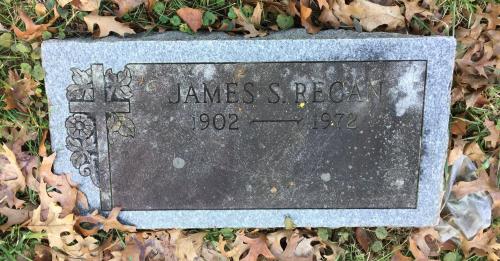 JAMES S. REGAN
1902 — 1972